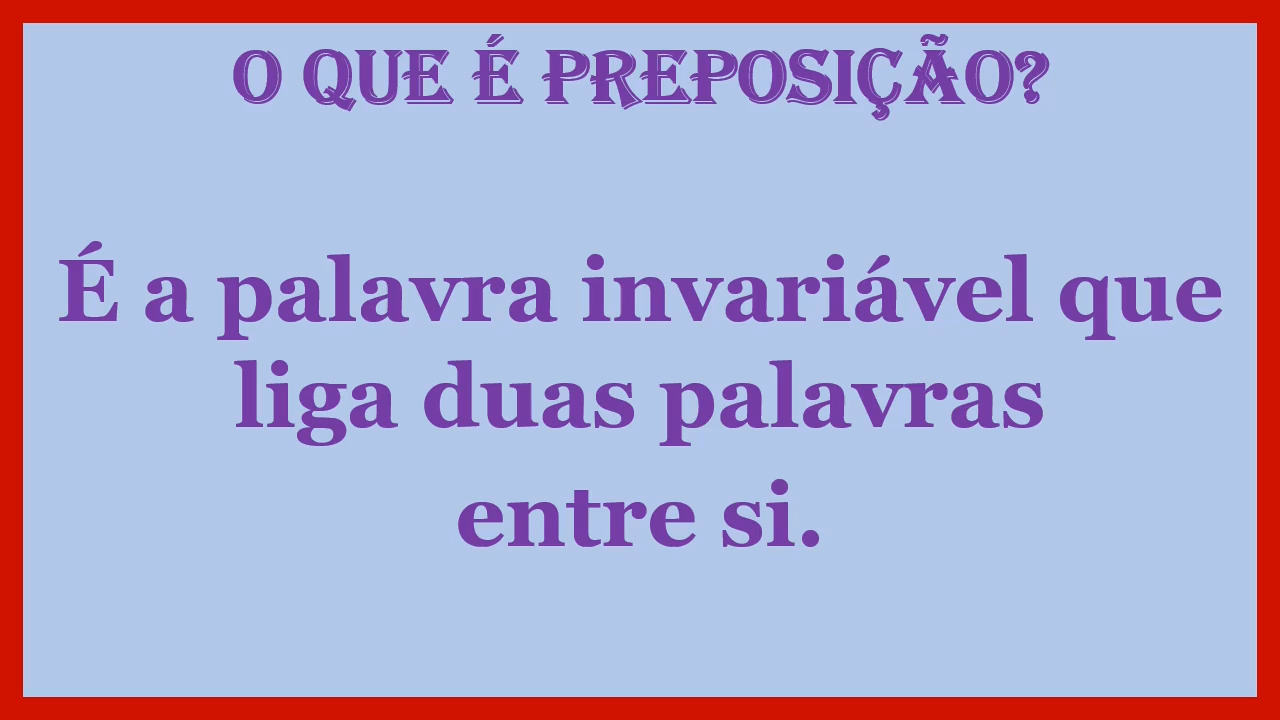 O QUE É PREPOSIÇÃO?
É a palavra invariável que
liga duas palavras
entre si.